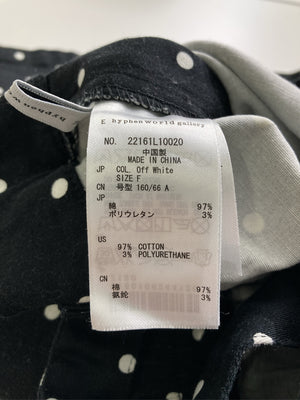 E hyphen world gallery
NO. 22161L10020
中国製
MADE IN CHINA
JP COL. Off White
SIZE F
CN 号型 160/66 A
JP
綿 97%
ポリウレタン 3%
US
97% COTTON
3% POLYURETHANE
CN
棉 97%
氨纶 3%